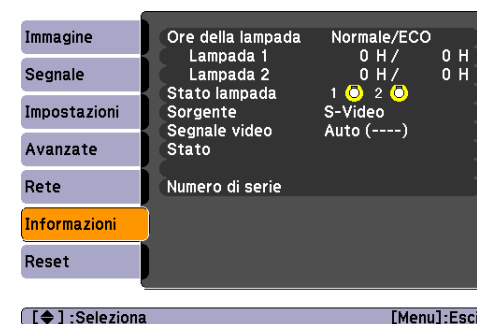 Immagine
Segnale
Impostazioni
Avanzate
Rete
Informazioni
Reset
Ore della lampada Normale/ECO
Lampada 1 0 H/ 0 H
Lampada 2 0 H/ 0 H
Stato lampada 1 2
Sorgente S-Video
Segnale video Auto (----)
Stato
Numero di serie
[◆] :Seleziona [Menu]:Esci